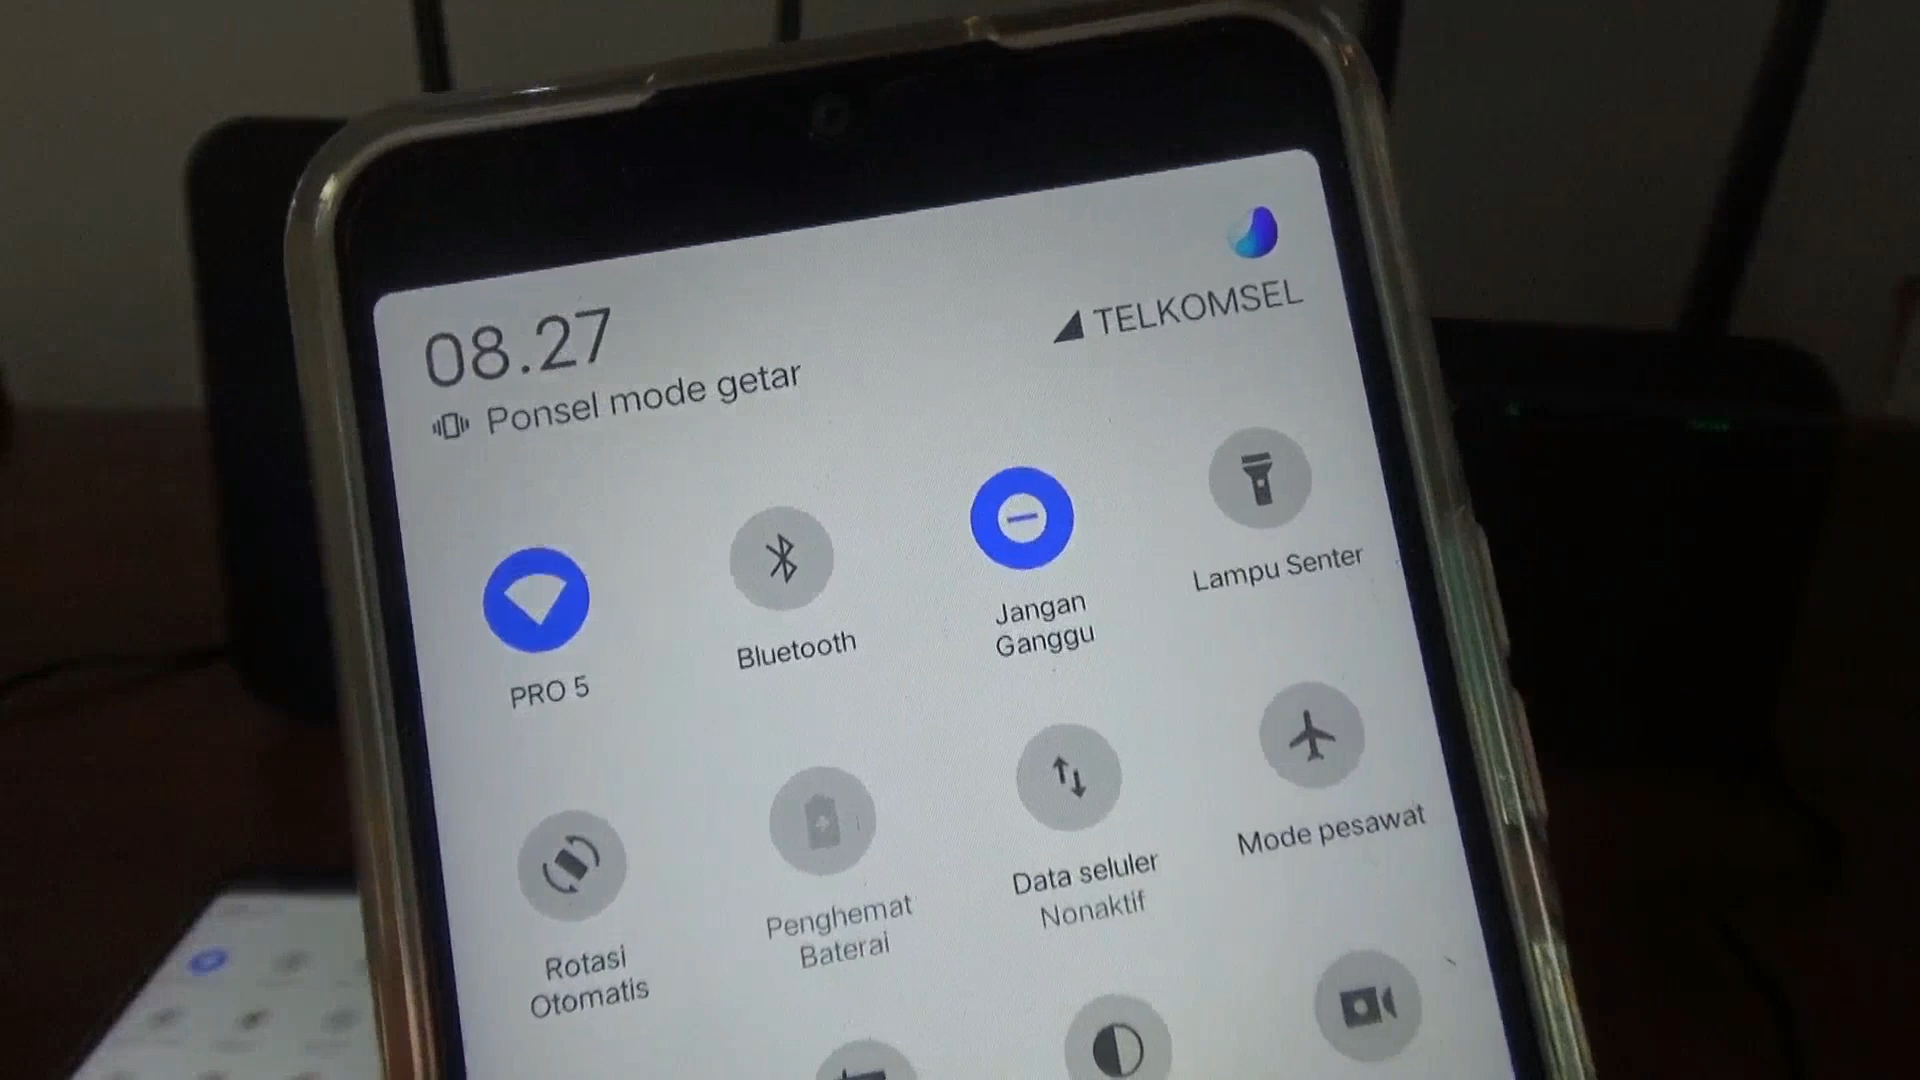 08.27
TELKOMSEL
Ponsel mode getar
PRO 5
Bluetooth
Jangan
Ganggu
Lampu Senter
Rotasi
Otomatis
Penghemat
Baterai
Data seluler
Nonaktif
Mode pesawat